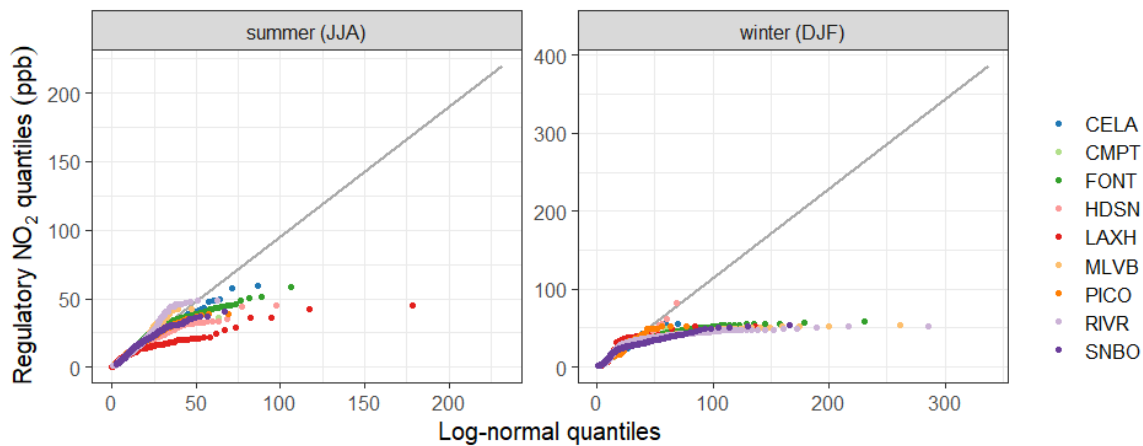 summer (JJA)
winter (DJF)
Regulatory NO₂ quantiles (ppb)
200
150
100
50
0
400
300
200
100
0
0
50
100
150
200
0
100
200
300
Log-normal quantiles
CELA
CMPT
FONT
HDSN
LAXH
MLVB
PICO
RIVR
SNBO